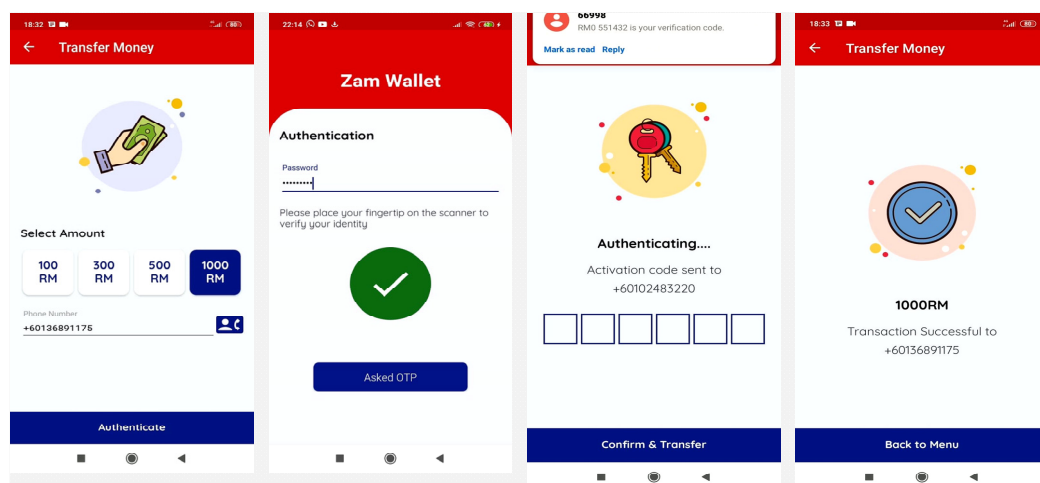 18:32
80
Transfer Money
Select Amount
100
RM
300
RM
500
RM
1000
RM
Phone Number
+60136891175
Authenticate
22:14
Zam Wallet
Authentication
Password
•••••••••
Please place your fingertip on the scanner to
verify your identity
Asked OTP
66998
RM0 551432 is your verification code.
Mark as read Reply
Authenticating....
Activation code sent to
+60102483220
Confirm & Transfer
18:33
80
Transfer Money
1000RM
Transaction Successful to
+60136891175
Back to Menu